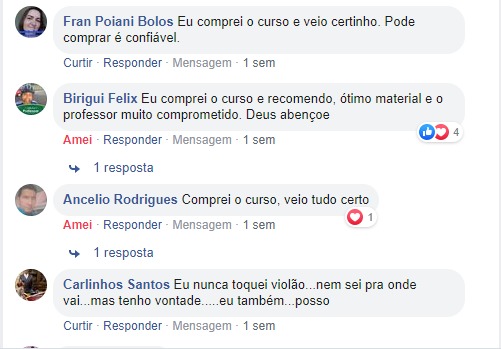 Fran Poiani Bolos Eu comprei o curso e veio certinho. Pode
comprar é confiável.
Curtir · Responder · Mensagem · 1 sem
Birigui Felix Eu comprei o curso e recomendo, ótimo material e o
professor muito comprometido. Deus abençoe
Amei · Responder · Mensagem · 1 sem
4
1 resposta
Ancelio Rodrigues Comprei o curso, veio tudo certo
Amei · Responder · Mensagem · 1 sem
1
1 resposta
Carlinhos Santos Eu nunca toquei violão...nem sei pra onde
vai...mas tenho vontade.....eu também...posso
Curtir · Responder · Mensagem · 1 sem